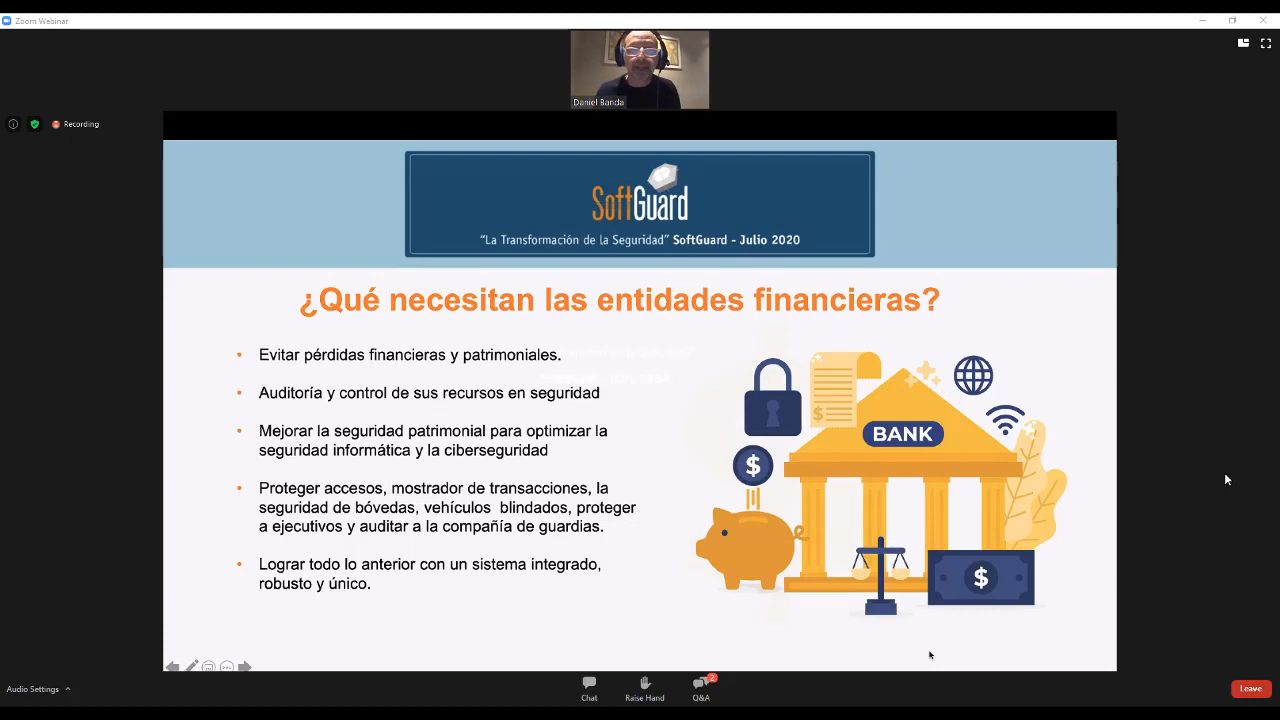 Zoom Webinar
Daniel Banda
Recording
SoftGuard
“La Transformación de la Seguridad” SoftGuard - Julio 2020
¿Qué necesitan las entidades financieras?
• Evitar pérdidas financieras y patrimoniales.
• Auditoría y control de sus recursos en seguridad
• Mejorar la seguridad patrimonial para optimizar la
seguridad informática y la ciberseguridad
• Proteger accesos, mostrador de transacciones, la
seguridad de bóvedas, vehículos blindados, proteger
a ejecutivos y auditar a la compañía de guardias.
• Lograr todo lo anterior con un sistema integrado,
robusto y único.
$
BANK
$
$
Audio Settings
Chat
Raise Hand
2
Q&A
Leave